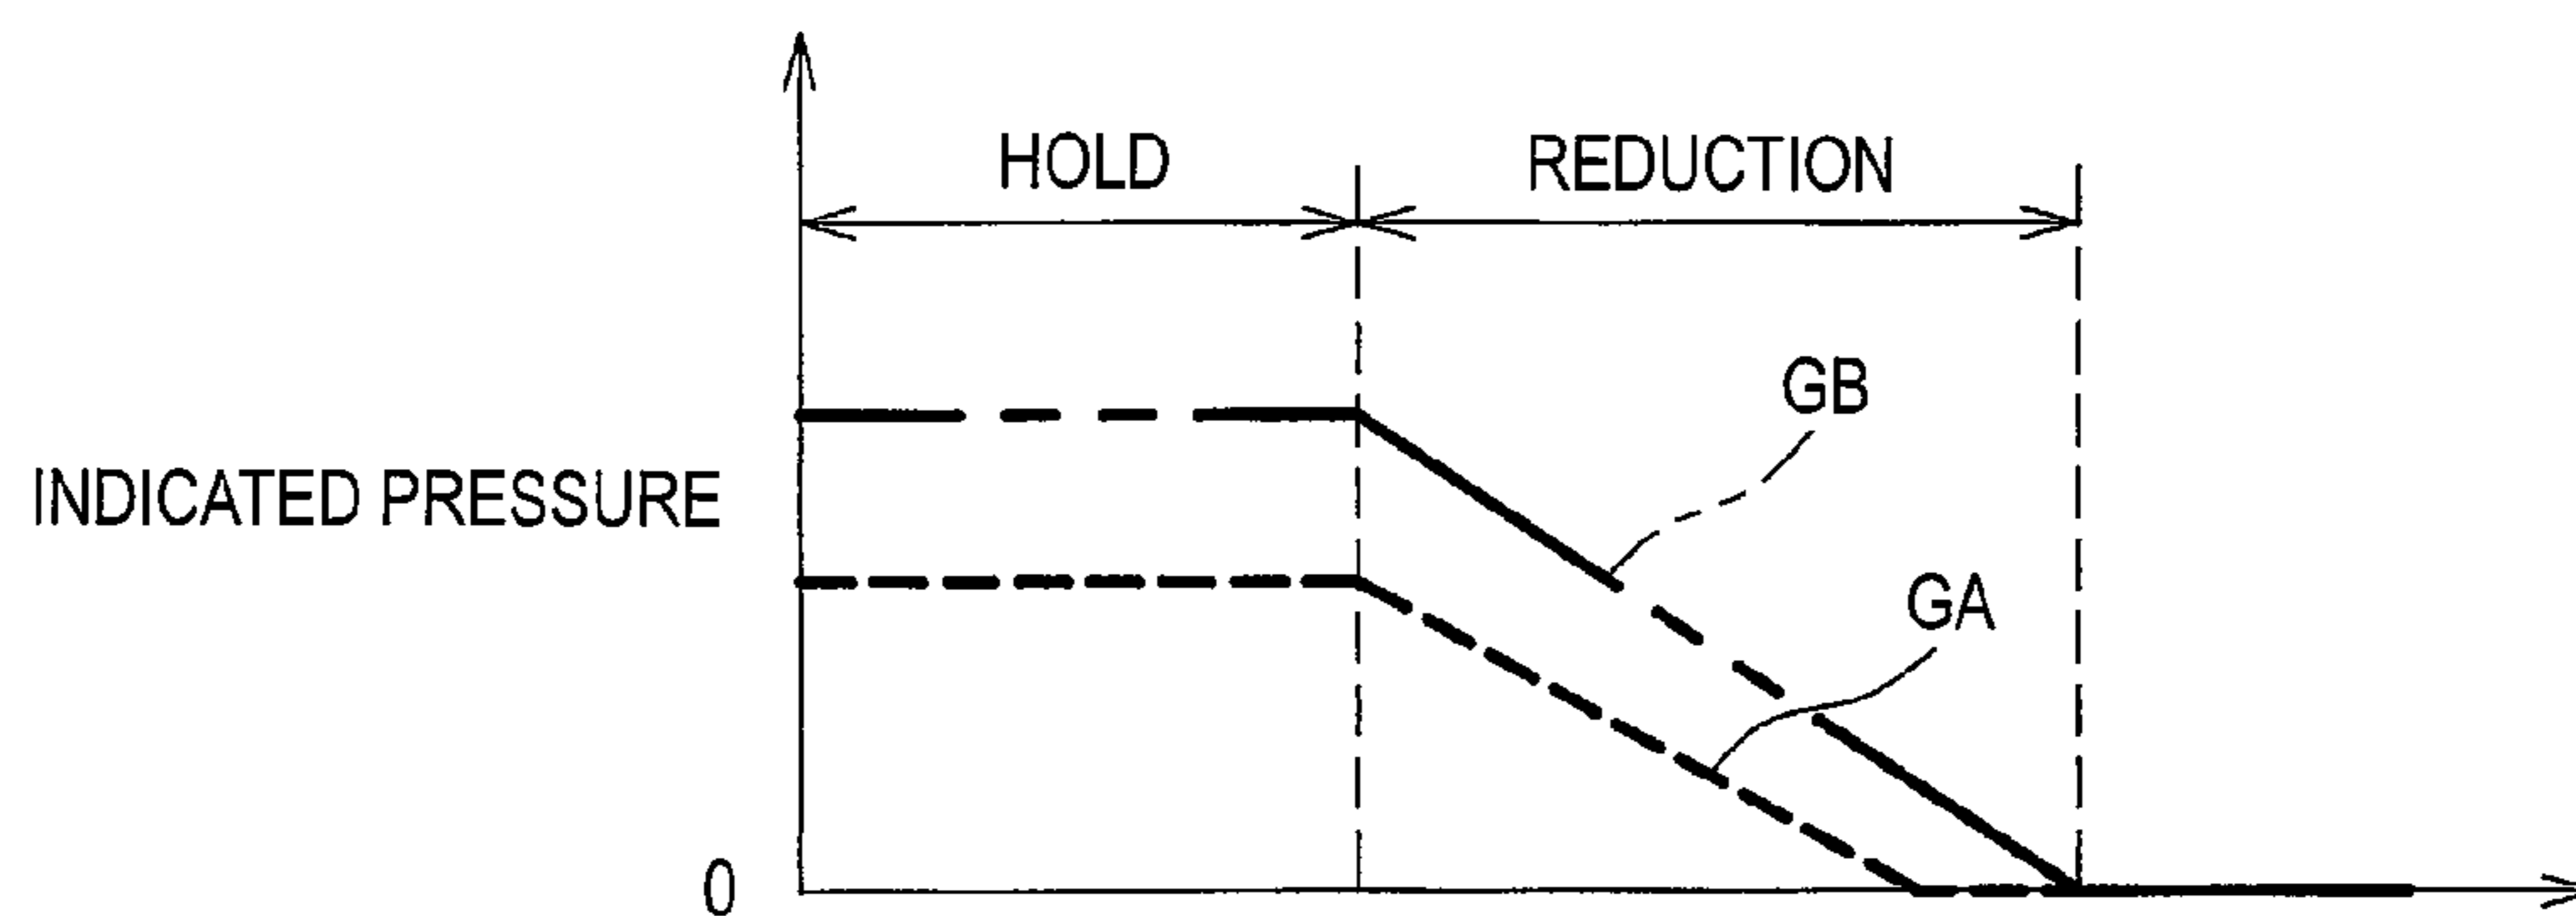 HOLD
REDUCTION
GB
INDICATED PRESSURE
GA
0